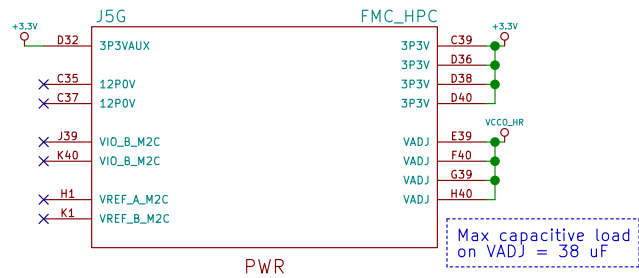 J5G FMC_HPC
+3.3V +3.3V
D32 3P3VAUX 3P3V C39
3P3V D36
C35 12P0V 3P3V D38
C37 12P0V 3P3V D40
VCCO_HR
J39 VIO_B_M2C VADJ E39
K40 VIO_B_M2C VADJ F40
VADJ G39
H1 VREF_A_M2C VADJ H40
K1 VREF_B_M2C
Max capacitive load
on VADJ = 38 uF
PWR